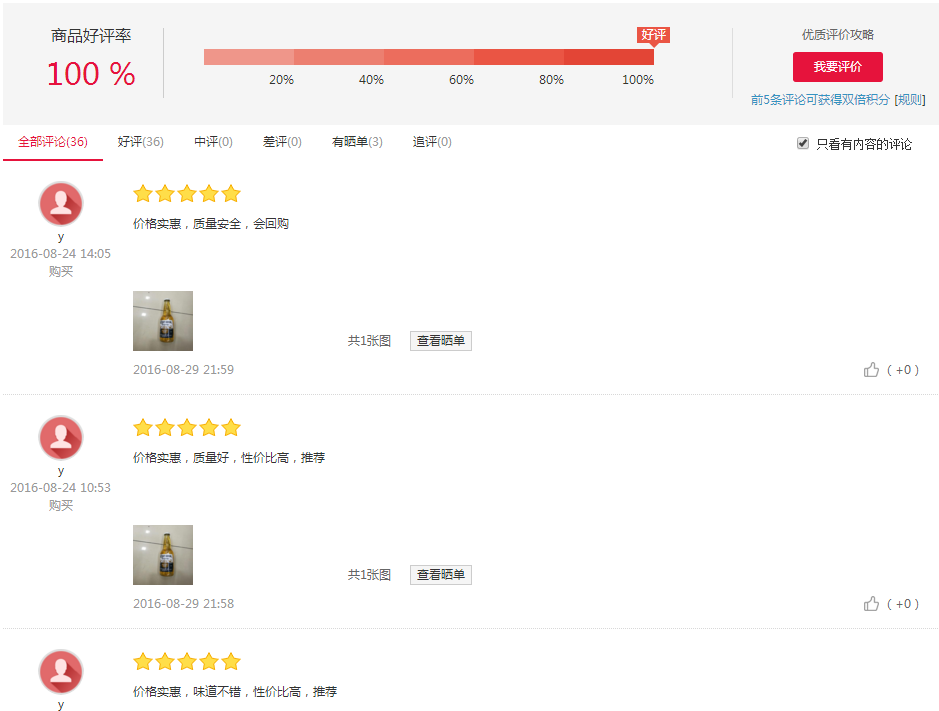 商品好评率
100 %
好评
20% 40% 60% 80% 100%
优质评价攻略
我要评价
前5条评论可获得双倍积分 [规则]
全部评论(36) 好评(36) 中评(0) 差评(0) 有晒单(3) 追评(0) 只看有内容的评论
y
2016-08-24 14:05
购买
价格实惠，质量安全，会回购
共1张图 查看晒单
2016-08-29 21:59 ( +0 )
y
2016-08-24 10:53
购买
价格实惠，质量好，性价比高，推荐
共1张图 查看晒单
2016-08-29 21:58 ( +0 )
y
价格实惠，味道不错，性价比高，推荐